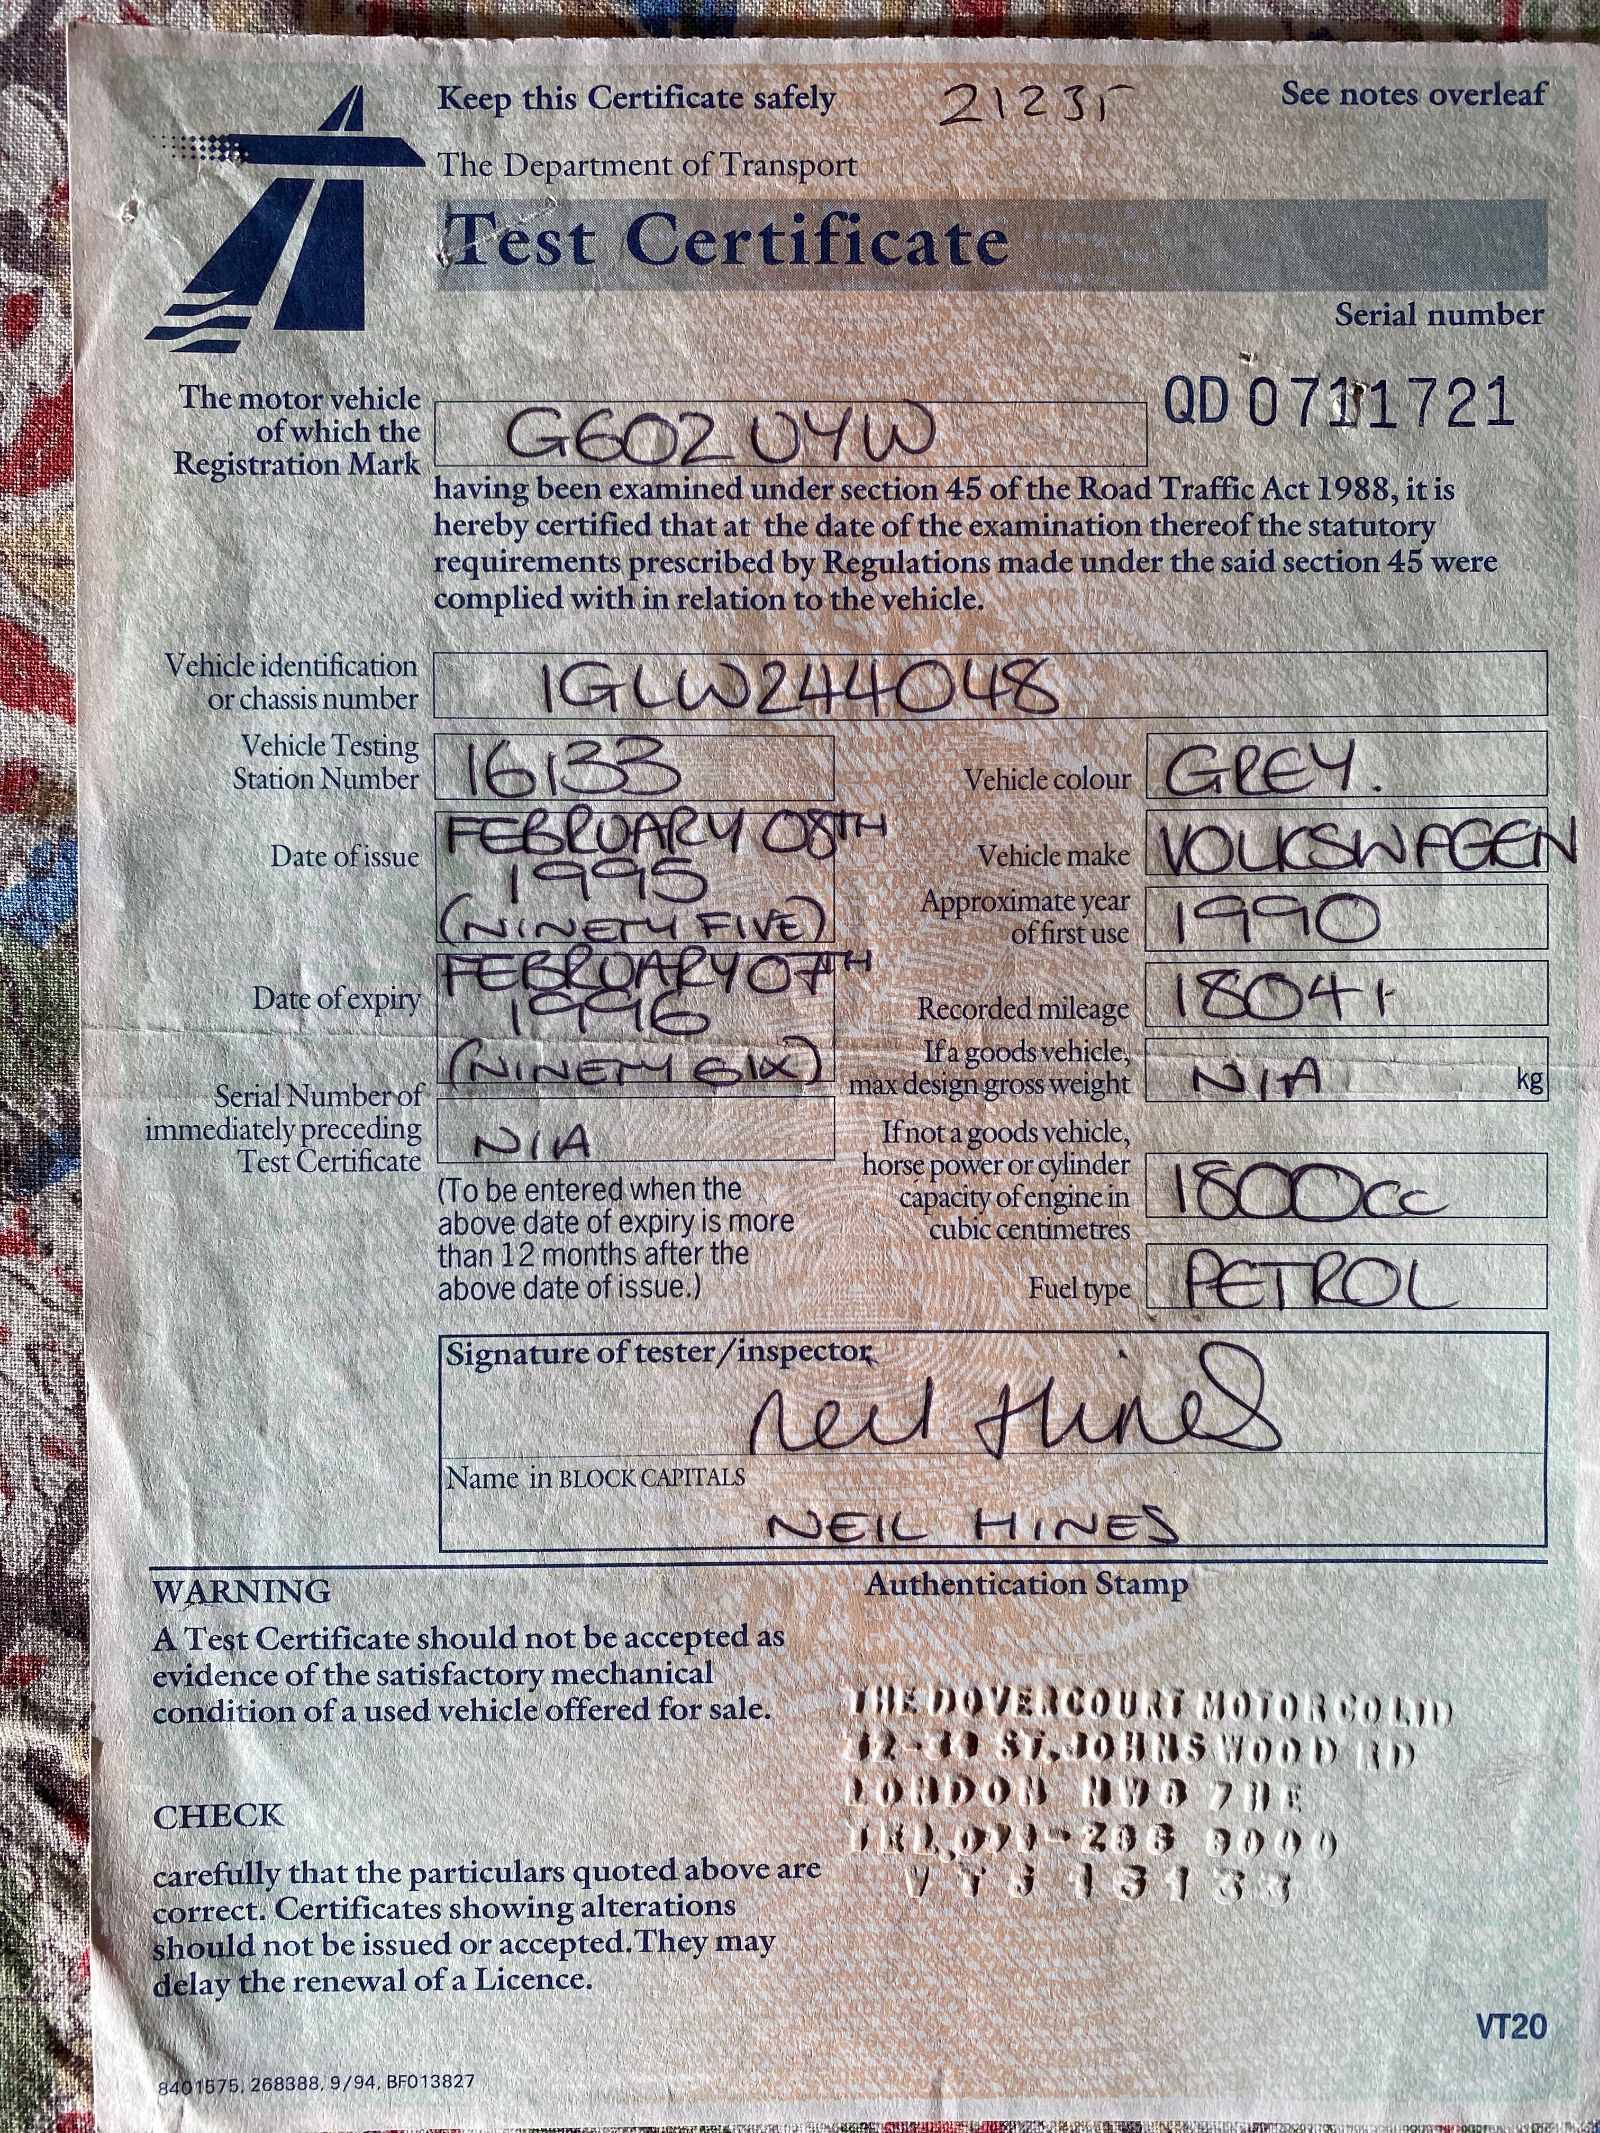 Keep this Certificate safely
21235
See notes overleaf
The Department of Transport
Test Certificate
Serial number
QD 0711721
The motor vehicle
of which the
Registration Mark
G602 UYW
having been examined under section 45 of the Road Traffic Act 1988, it is
hereby certified that at the date of the examination thereof the statutory
requirements prescribed by Regulations made under the said section 45 were
complied with in relation to the vehicle.
Vehicle identification
or chassis number
1GLW244048
Vehicle Testing
Station Number
16133
Vehicle colour
GREY.
Date of issue
FEBRUARY 08TH
1995
(NINETY FIVE)
Vehicle make
VOLKSWAGEN
Approximate year
of first use
1990
Date of expiry
FEBRUARY 07TH
1996
(NINETY SIX)
Recorded mileage
18041
If a goods vehicle,
max design gross weight
N/A
kg
Serial Number of
immediately preceding
Test Certificate
N/A
(To be entered when the
above date of expiry is more
than 12 months after the
above date of issue.)
If not a goods vehicle,
horse power or cylinder
capacity of engine in
cubic centimetres
1800cc
Fuel type
PETROL
Signature of tester/inspector
Neil Hines
Name in BLOCK CAPITALS
NEIL HINES
WARNING
A Test Certificate should not be accepted as
evidence of the satisfactory mechanical
condition of a used vehicle offered for sale.
CHECK
carefully that the particulars quoted above are
correct. Certificates showing alterations
should not be issued or accepted. They may
delay the renewal of a Licence.
Authentication Stamp
THE DOVERCOURT MOTOR CO LTD
ST. JOHNS WOOD RD
LONDON NW8
VTS
VT20
8401575, 268388, 9/94, BF013827